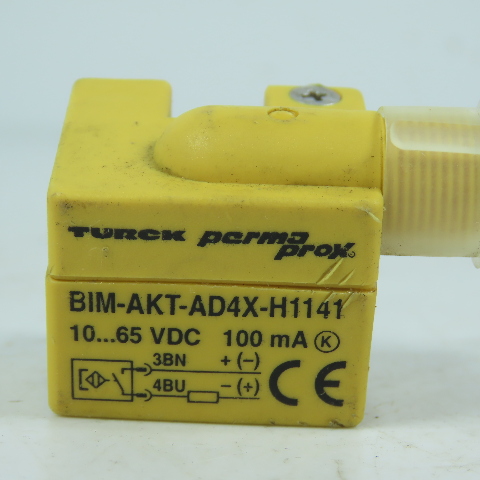 TURCK perma prox®
BIM-AKT-AD4X-H1141
10...65 VDC 100 mA Ⓚ
3BN + (−)
4BU − (+)
CE